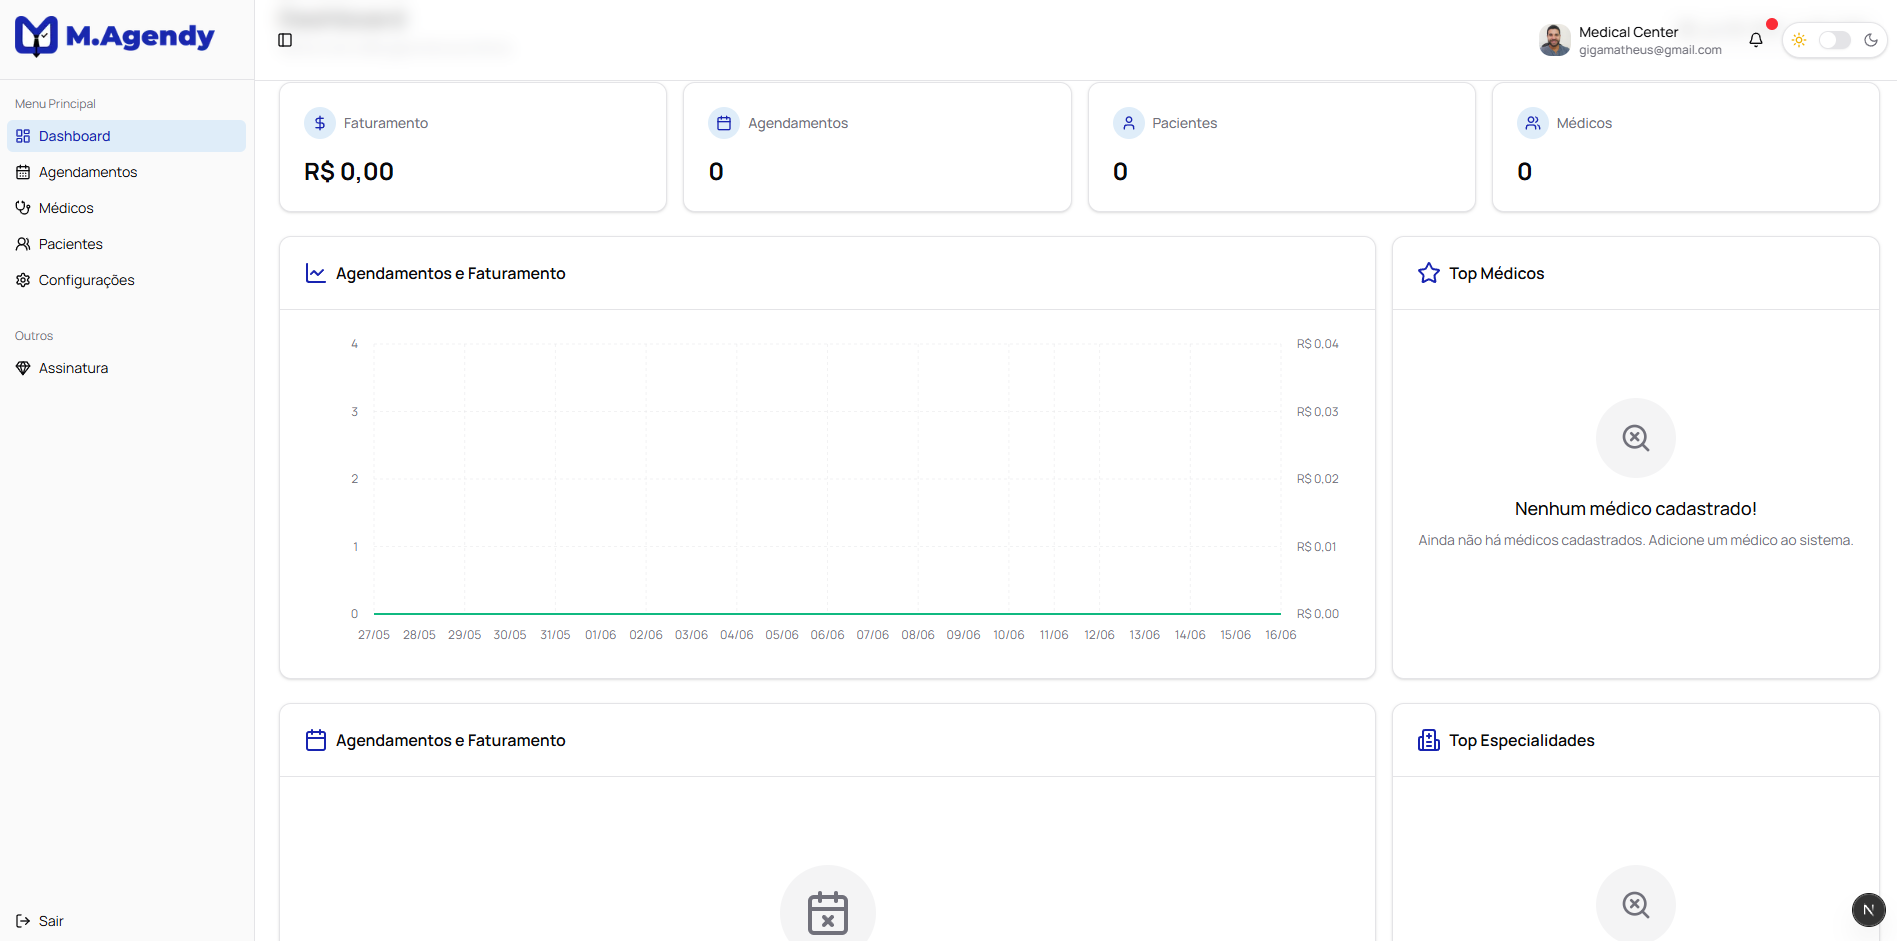 M.Agendy
Medical Center
gigamatheus@gmail.com
Menu Principal
Dashboard
Agendamentos
Médicos
Pacientes
Configurações
Outros
Assinatura
Sair
Faturamento
R$ 0,00
Agendamentos
0
Pacientes
0
Médicos
0
Agendamentos e Faturamento
4
3
2
1
0
R$ 0,04
R$ 0,03
R$ 0,02
R$ 0,01
R$ 0,00
27/05 28/05 29/05 30/05 31/05 01/06 02/06 03/06 04/06 05/06 06/06 07/06 08/06 09/06 10/06 11/06 12/06 13/06 14/06 15/06 16/06
Top Médicos
Nenhum médico cadastrado!
Ainda não há médicos cadastrados. Adicione um médico ao sistema.
Agendamentos e Faturamento
Top Especialidades
N